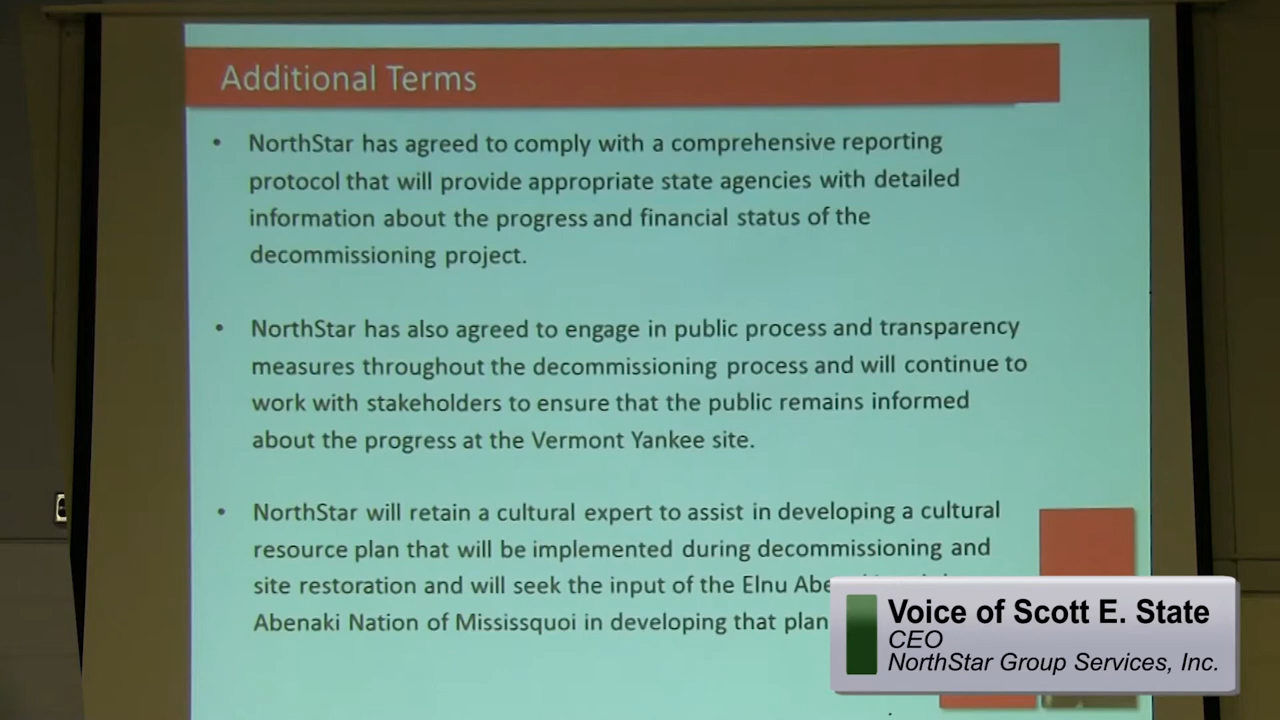 Additional Terms
• NorthStar has agreed to comply with a comprehensive reporting
protocol that will provide appropriate state agencies with detailed
information about the progress and financial status of the
decommissioning project.
• NorthStar has also agreed to engage in public process and transparency
measures throughout the decommissioning process and will continue to
work with stakeholders to ensure that the public remains informed
about the progress at the Vermont Yankee site.
• NorthStar will retain a cultural expert to assist in developing a cultural
resource plan that will be implemented during decommissioning and
site restoration and will seek the input of the Elnu
Abenaki Nation of Missisquoi in developing that plan
Voice of Scott E. State
CEO
NorthStar Group Services, Inc.